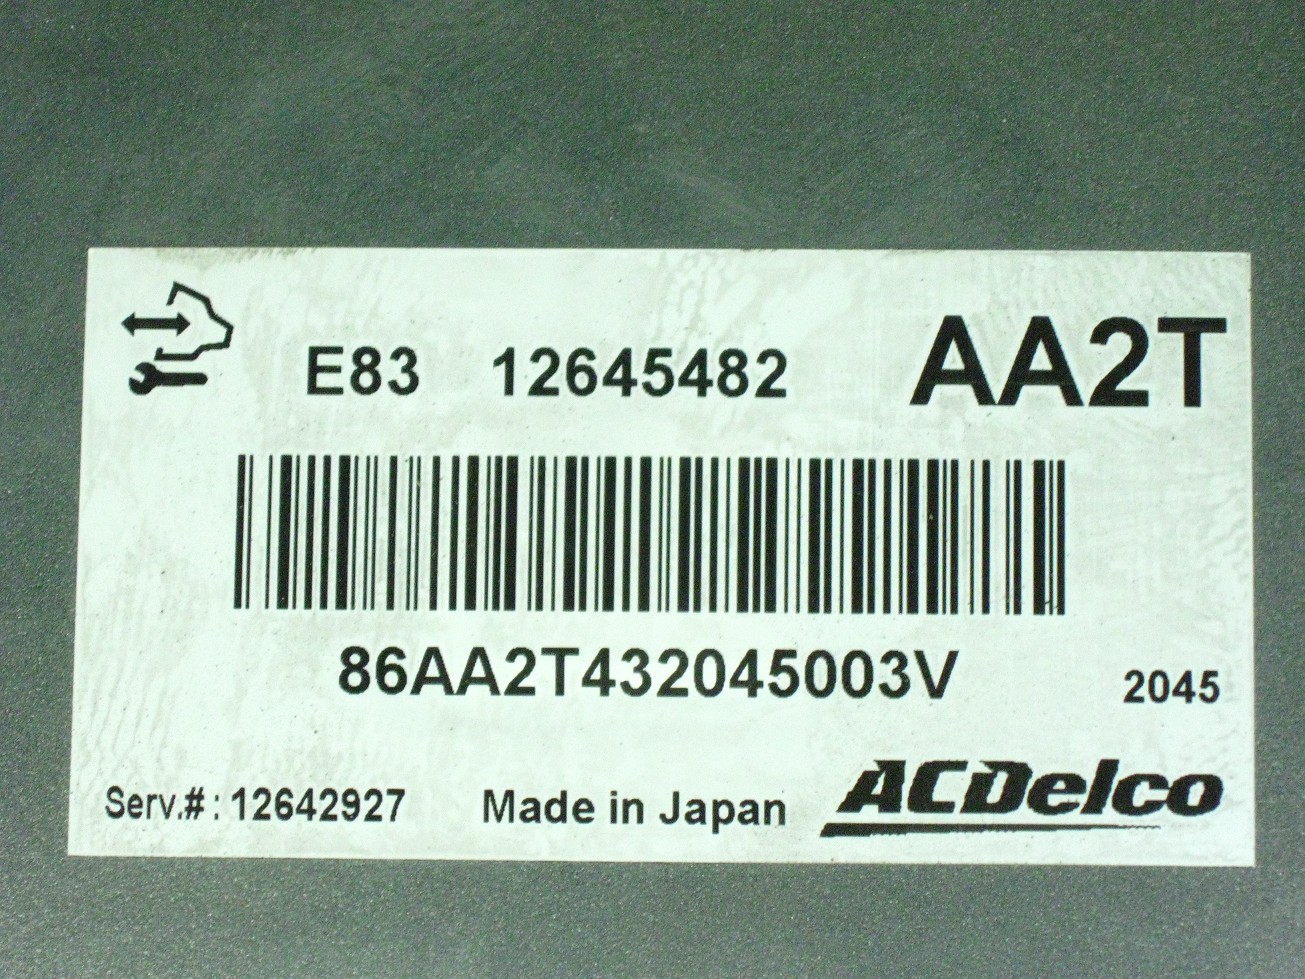 E83 12645482 AA2T
86AA2T432045003V
2045
Serv.#: 12642927 Made in Japan ACDelco